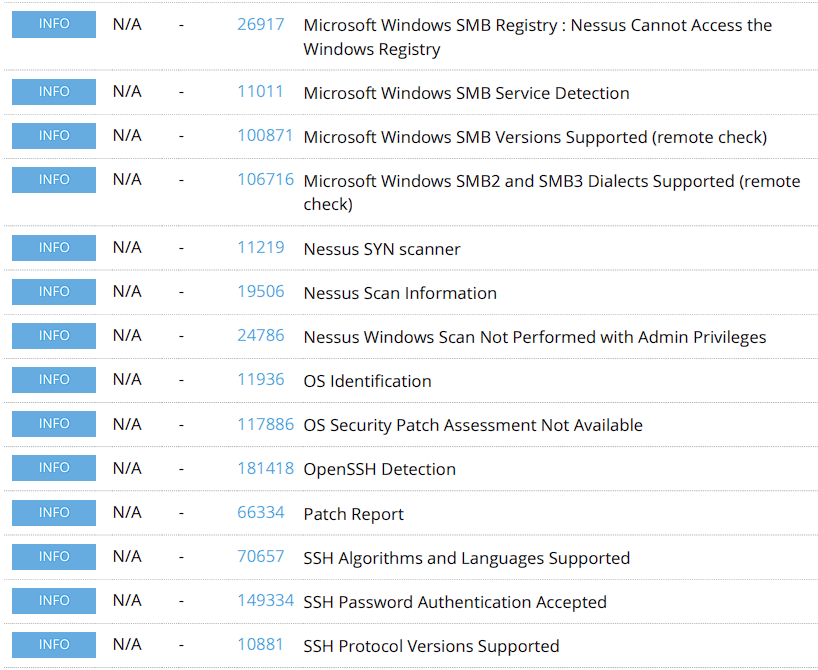 INFO N/A - 26917 Microsoft Windows SMB Registry : Nessus Cannot Access the
Windows Registry
INFO N/A - 11011 Microsoft Windows SMB Service Detection
INFO N/A - 100871 Microsoft Windows SMB Versions Supported (remote check)
INFO N/A - 106716 Microsoft Windows SMB2 and SMB3 Dialects Supported (remote
check)
INFO N/A - 11219 Nessus SYN scanner
INFO N/A - 19506 Nessus Scan Information
INFO N/A - 24786 Nessus Windows Scan Not Performed with Admin Privileges
INFO N/A - 11936 OS Identification
INFO N/A - 117886 OS Security Patch Assessment Not Available
INFO N/A - 181418 OpenSSH Detection
INFO N/A - 66334 Patch Report
INFO N/A - 70657 SSH Algorithms and Languages Supported
INFO N/A - 149334 SSH Password Authentication Accepted
INFO N/A - 10881 SSH Protocol Versions Supported